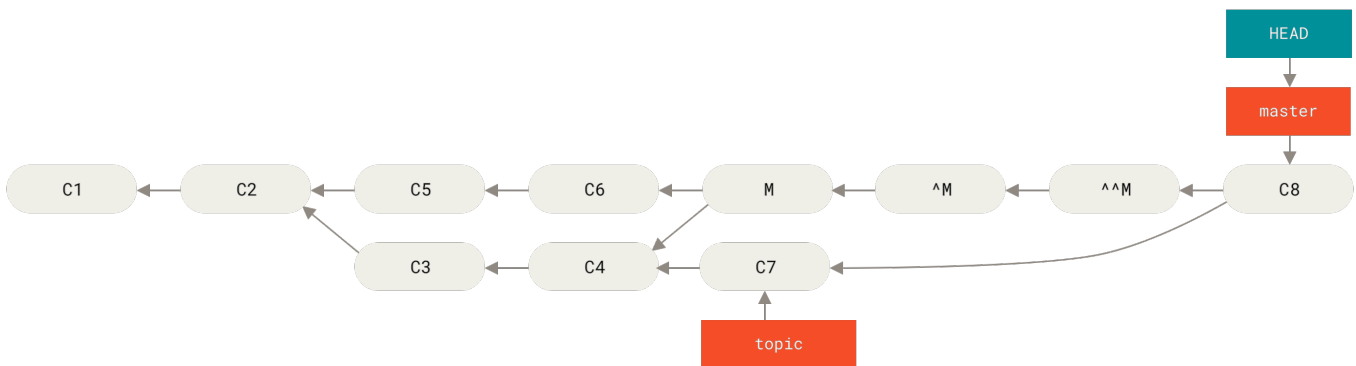 HEAD
master
C1 C2 C5 C6 M ^M ^^M C8
C3 C4 C7
topic